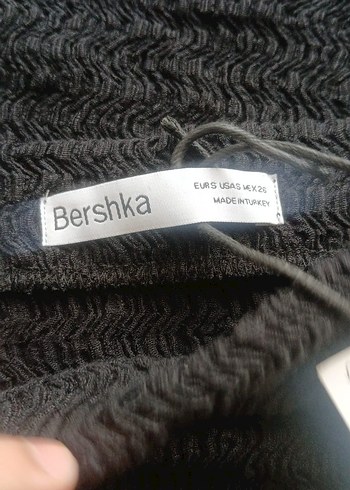 Bershka
EUR S USA S MEX 26
MADE IN TURKEY